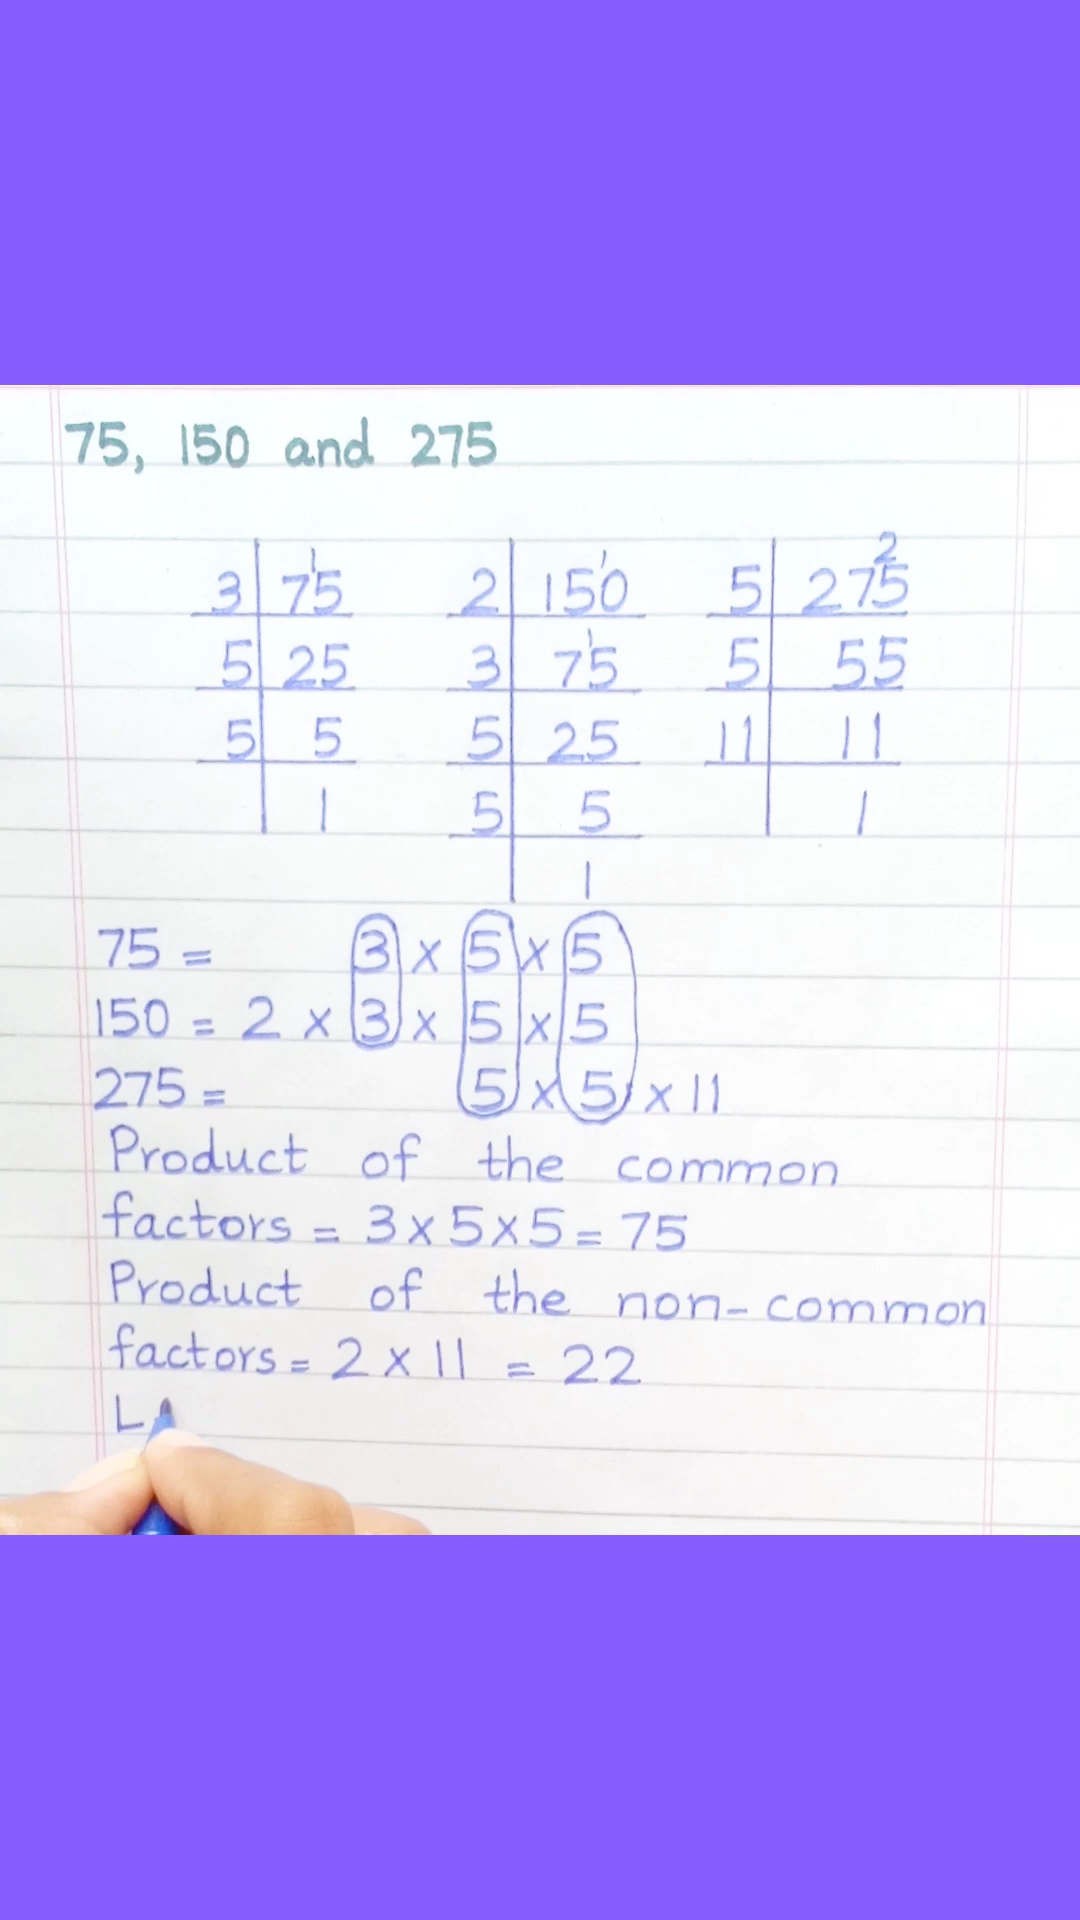 75, 150 and 275
3 | 75 2 | 150 5 | 275
5 | 25 3 | 75 5 | 55
5 | 5 5 | 25 11 | 11
1 5 | 5 1
1
75 = 3 × 5 × 5
150 = 2 × 3 × 5 × 5
275 = 5 × 5 × 11
Product of the common
factors = 3 × 5 × 5 = 75
Product of the non-common
factors = 2 × 11 = 22
L